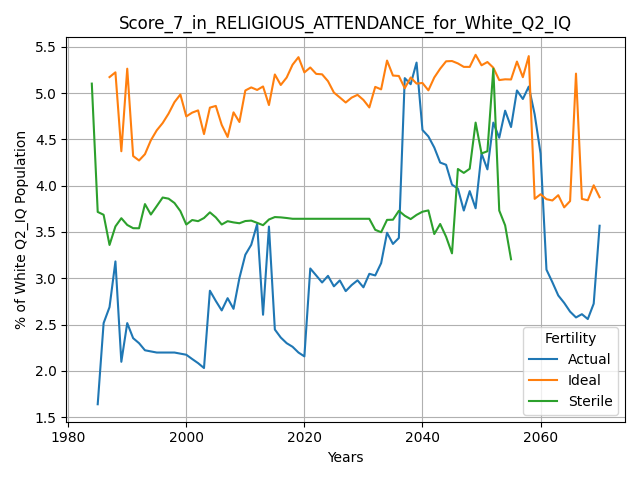 Score_7_in_RELIGIOUS_ATTENDANCE_for_White_Q2_IQ
% of White Q2_IQ Population
5.5
5.0
4.5
4.0
3.5
3.0
2.5
2.0
1.5
1980
2000
2020
2040
2060
Years
Fertility
Actual
Ideal
Sterile